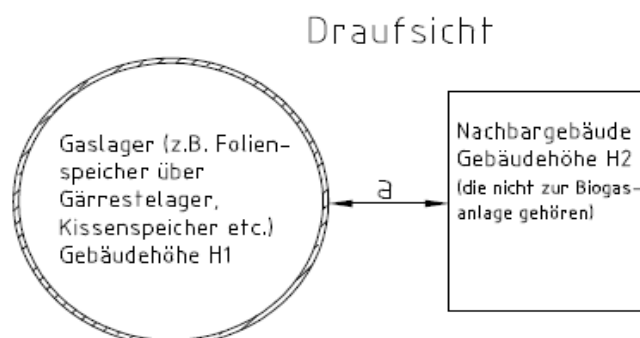 Draufsicht
Gaslager (z.B. Folien-
speicher über
Gärrestelager,
Kissenspeicher etc.)
Gebäudehöhe H1
a
Nachbargebäude
Gebäudehöhe H2
(die nicht zur Biogas-
anlage gehören)